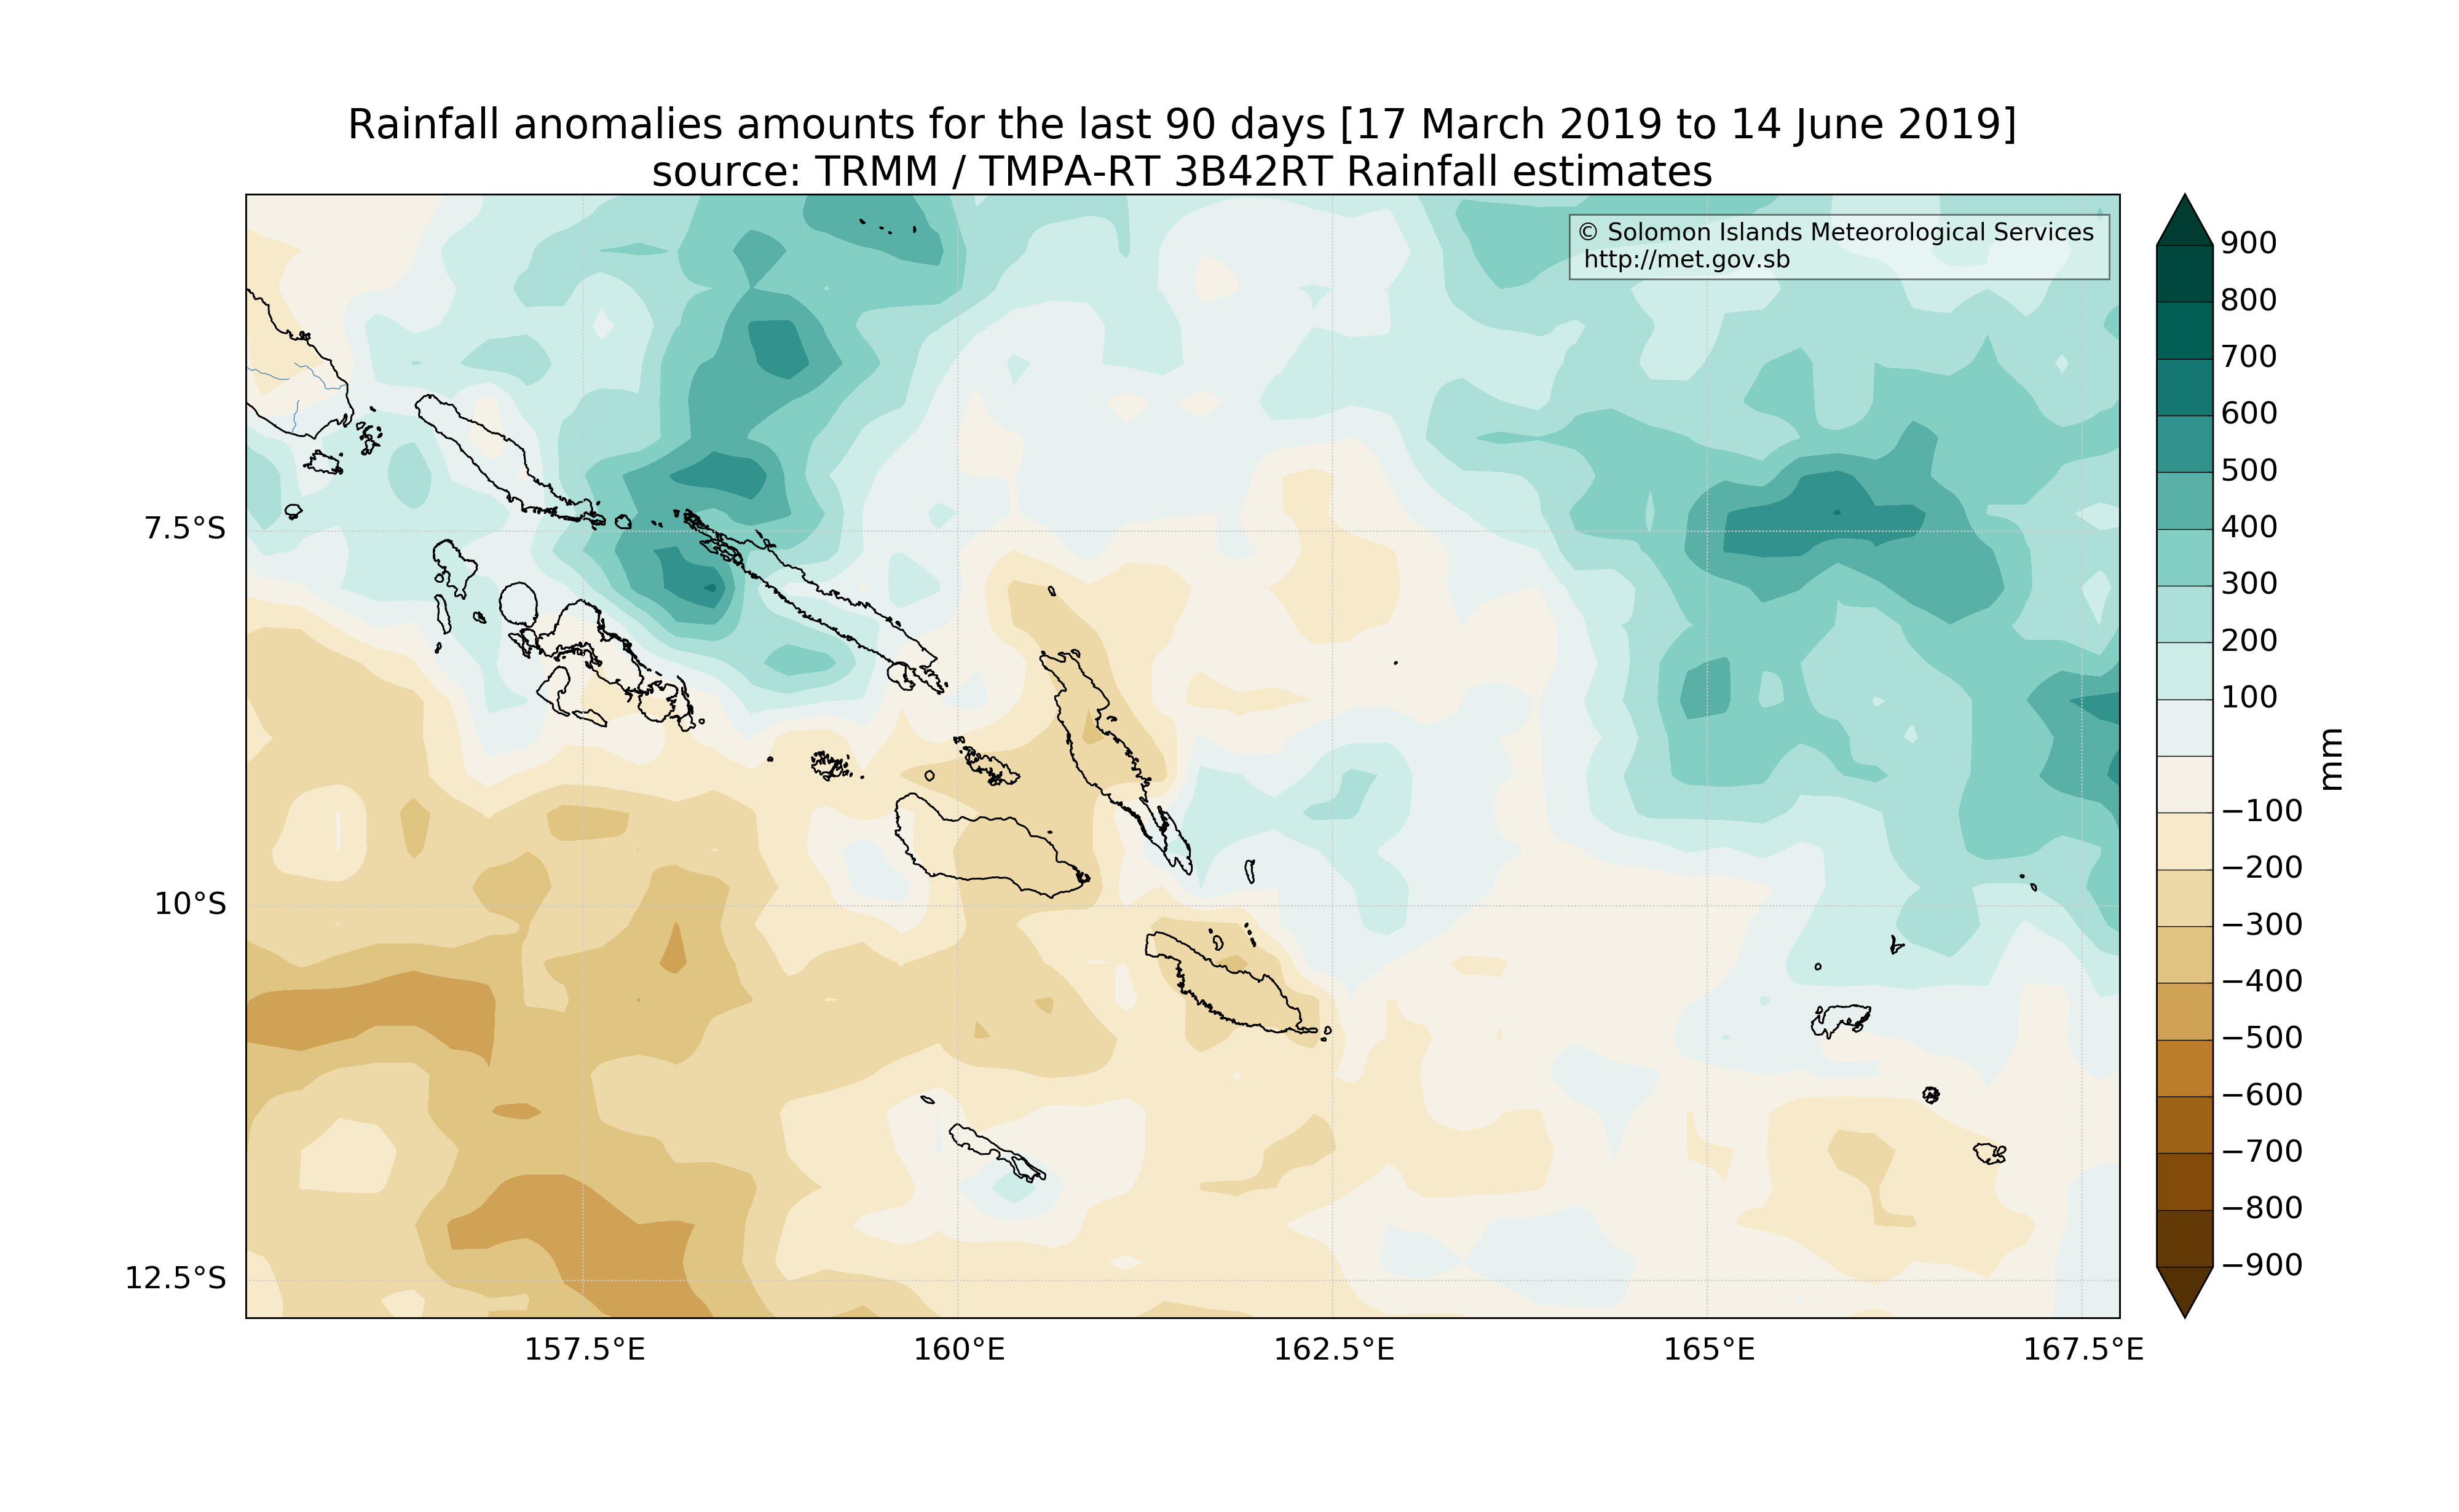 Rainfall anomalies amounts for the last 90 days [17 March 2019 to 14 June 2019]
source: TRMM / TMPA-RT 3B42RT Rainfall estimates
© Solomon Islands Meteorological Services
http://met.gov.sb
7.5°S
10°S
12.5°S
157.5°E
160°E
162.5°E
165°E
167.5°E
900
800
700
600
500
400
300
200
100
−100
−200
−300
−400
−500
−600
−700
−800
−900
mm